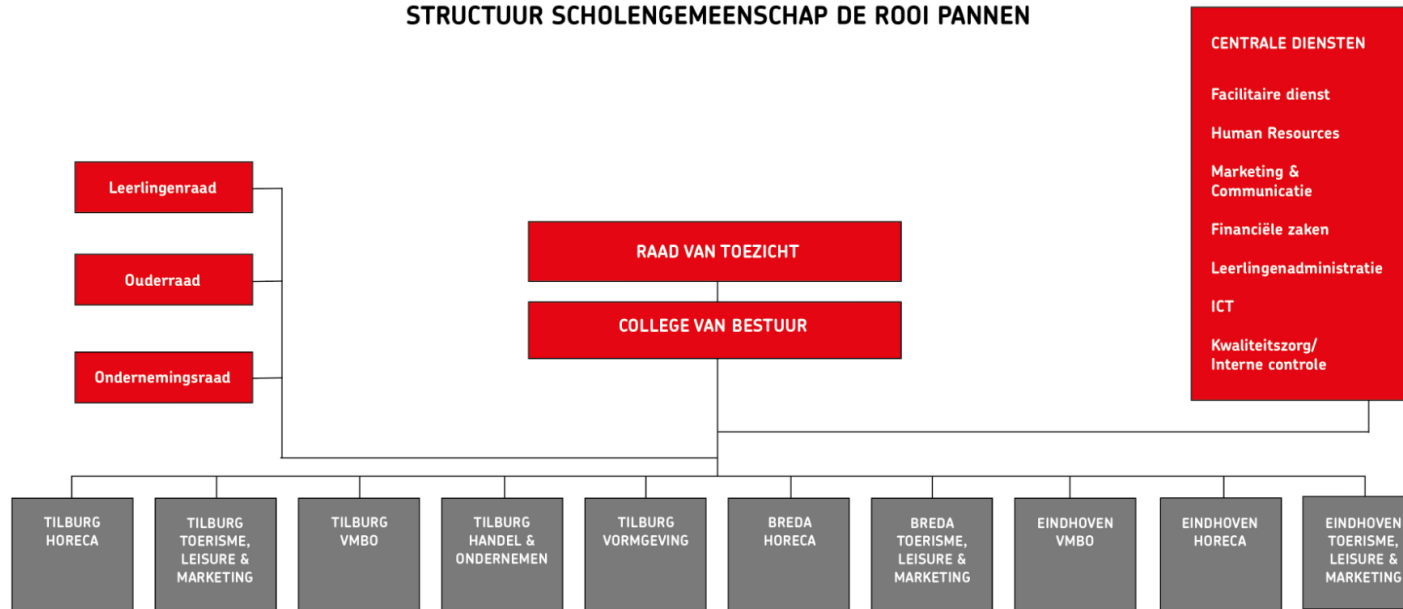 STRUCTUUR SCHOLENGEMEENSCHAP DE ROOI PANNEN
CENTRALE DIENSTEN
Facilitaire dienst
Human Resources
Marketing &
Communicatie
Financiële zaken
Leerlingenadministratie
ICT
Kwaliteitszorg/
Interne controle
Leerlingenraad
Ouderraad
Ondernemingsraad
RAAD VAN TOEZICHT
COLLEGE VAN BESTUUR
TILBURG
HORECA
TILBURG
TOERISME,
LEISURE &
MARKETING
TILBURG
VMBO
TILBURG
HANDEL &
ONDERNEMEN
TILBURG
VORMGEVING
BREDA
HORECA
BREDA
TOERISME,
LEISURE &
MARKETING
EINDHOVEN
VMBO
EINDHOVEN
HORECA
EINDHOVEN
TOERISME,
LEISURE &
MARKETING